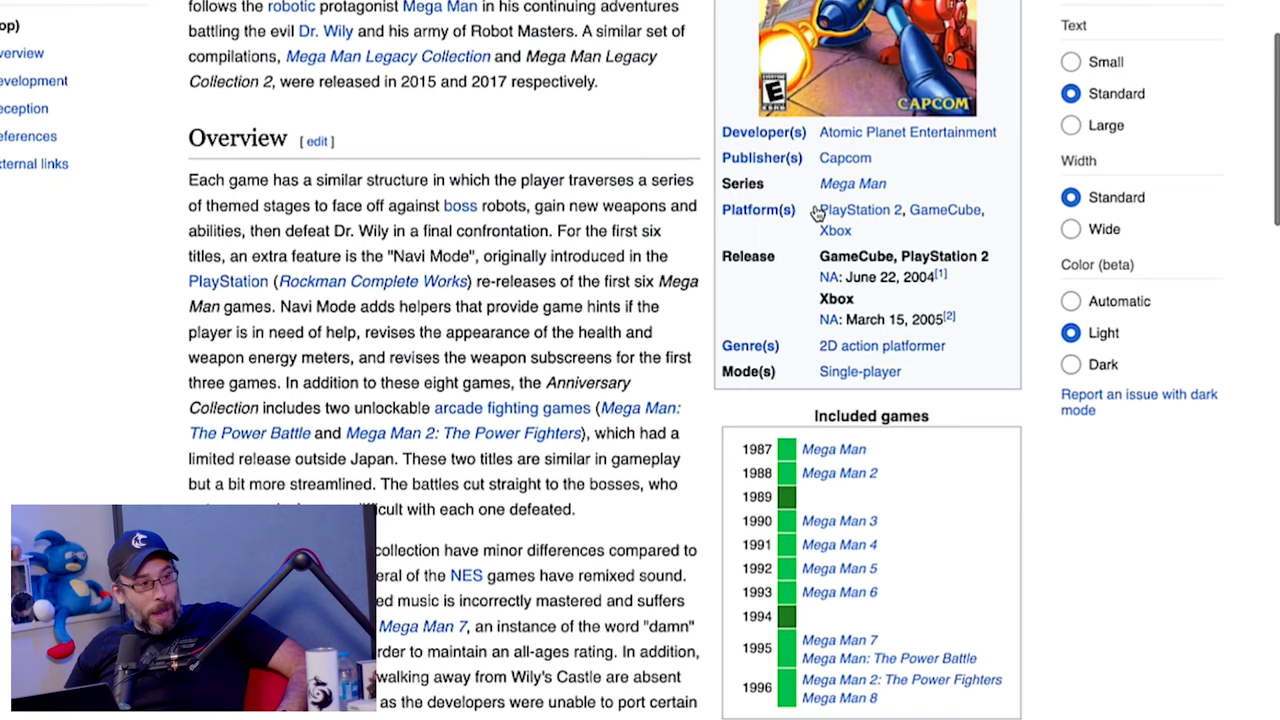 op)
verview
evelopment
eception
eferences
xternal links
follows the robotic protagonist Mega Man in his continuing adventures
battling the evil Dr. Wily and his army of Robot Masters. A similar set of
compilations, Mega Man Legacy Collection and Mega Man Legacy
Collection 2, were released in 2015 and 2017 respectively.
Overview [ edit ]
Each game has a similar structure in which the player traverses a series
of themed stages to face off against boss robots, gain new weapons and
abilities, then defeat Dr. Wily in a final confrontation. For the first six
titles, an extra feature is the "Navi Mode", originally introduced in the
PlayStation (Rockman Complete Works) re-releases of the first six Mega
Man games. Navi Mode adds helpers that provide game hints if the
player is in need of help, revises the appearance of the health and
weapon energy meters, and revises the weapon subscreens for the first
three games. In addition to these eight games, the Anniversary
Collection includes two unlockable arcade fighting games (Mega Man:
The Power Battle and Mega Man 2: The Power Fighters), which had a
limited release outside Japan. These two titles are similar in gameplay
but a bit more streamlined. The battles cut straight to the bosses, who
ficult with each one defeated.
collection have minor differences compared to
eral of the NES games have remixed sound.
ed music is incorrectly mastered and suffers
Mega Man 7, an instance of the word "damn"
rder to maintain an all-ages rating. In addition,
walking away from Wily's Castle are absent
as the developers were unable to port certain
EVERYONE
E
ESRB
CAPCOM
Developer(s) Atomic Planet Entertainment
Publisher(s) Capcom
Series Mega Man
Platform(s) PlayStation 2, GameCube,
Xbox
Release GameCube, PlayStation 2
NA: June 22, 2004[1]
Xbox
NA: March 15, 2005[2]
Genre(s) 2D action platformer
Mode(s) Single-player
Included games
1987 Mega Man
1988 Mega Man 2
1989
1990 Mega Man 3
1991 Mega Man 4
1992 Mega Man 5
1993 Mega Man 6
1994
1995 Mega Man 7
Mega Man: The Power Battle
1996 Mega Man 2: The Power Fighters
Mega Man 8
Text
Small
Standard
Large
Width
Standard
Wide
Color (beta)
Automatic
Light
Dark
Report an issue with dark
mode